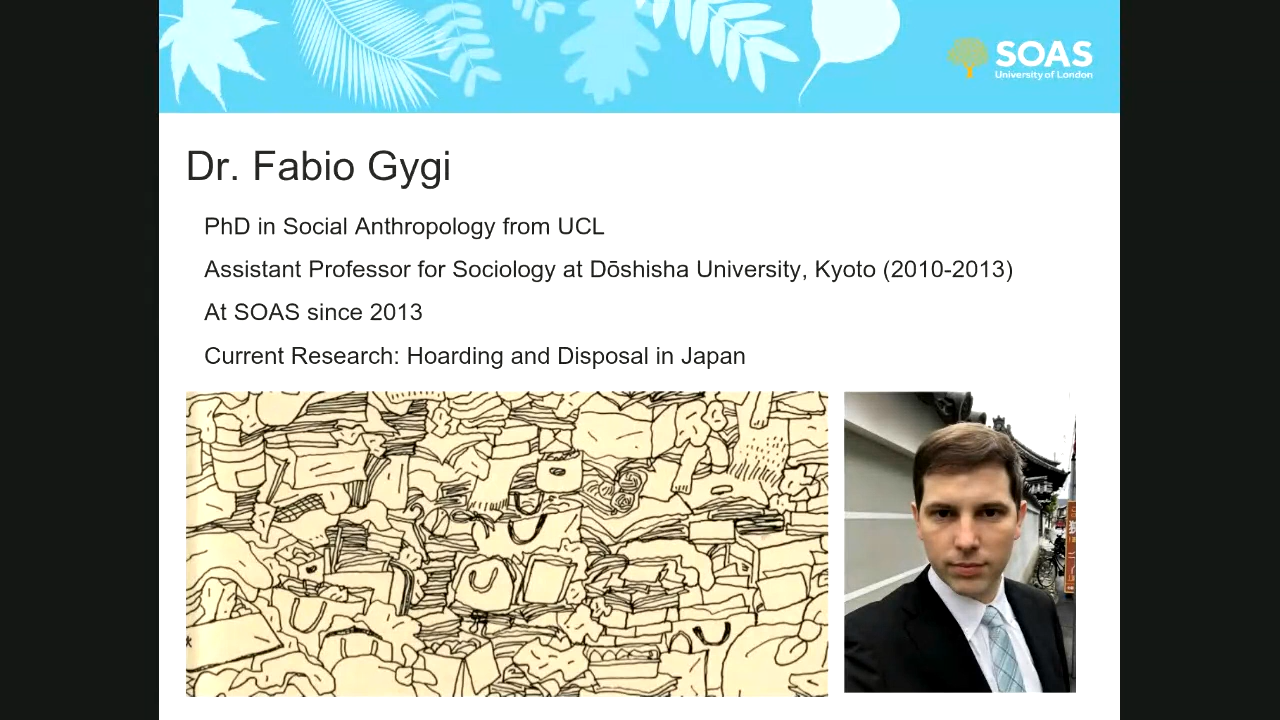 SOAS
University of London
Dr. Fabio Gygi
PhD in Social Anthropology from UCL
Assistant Professor for Sociology at Dōshisha University, Kyoto (2010-2013)
At SOAS since 2013
Current Research: Hoarding and Disposal in Japan